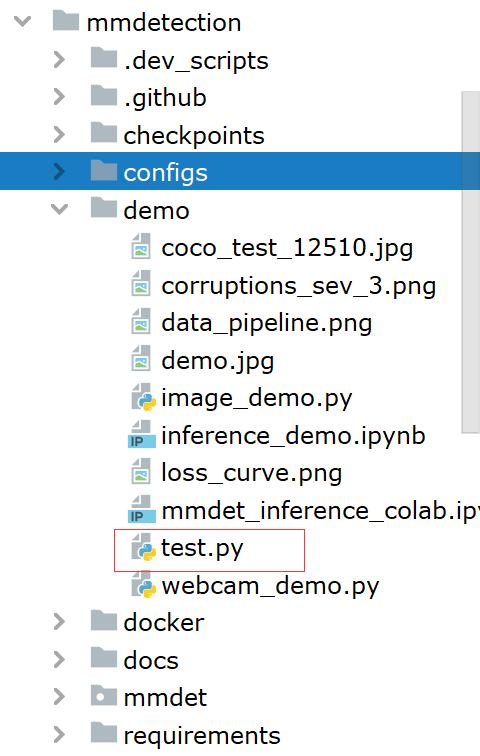 mmdetection
.dev_scripts
.github
checkpoints
configs
demo
coco_test_12510.jpg
corruptions_sev_3.png
data_pipeline.png
demo.jpg
image_demo.py
IP inference_demo.ipynb
loss_curve.png
IP mmdet_inference_colab.ipy
test.py
webcam_demo.py
docker
docs
mmdet
requirements